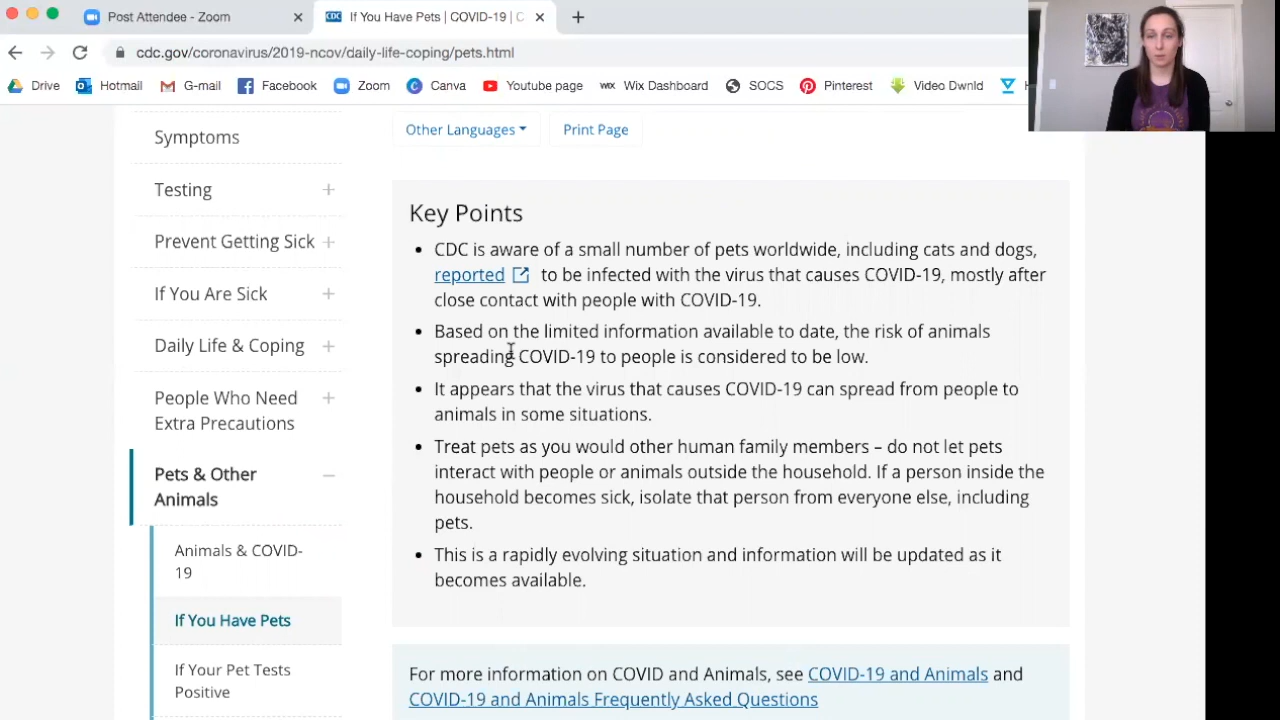 Post Attendee - Zoom
CDC If You Have Pets | COVID-19 | C
cdc.gov/coronavirus/2019-ncov/daily-life-coping/pets.html
Drive Hotmail G-mail Facebook Zoom Canva Youtube page WIX Wix Dashboard SOCS Pinterest Video Dwnld
Other Languages Print Page
Symptoms
Testing
Prevent Getting Sick
If You Are Sick
Daily Life & Coping
People Who Need
Extra Precautions
Pets & Other
Animals
Animals & COVID-
19
If You Have Pets
If Your Pet Tests
Positive
Key Points
CDC is aware of a small number of pets worldwide, including cats and dogs,
reported to be infected with the virus that causes COVID-19, mostly after
close contact with people with COVID-19.
Based on the limited information available to date, the risk of animals
spreading COVID-19 to people is considered to be low.
It appears that the virus that causes COVID-19 can spread from people to
animals in some situations.
Treat pets as you would other human family members – do not let pets
interact with people or animals outside the household. If a person inside the
household becomes sick, isolate that person from everyone else, including
pets.
This is a rapidly evolving situation and information will be updated as it
becomes available.
For more information on COVID and Animals, see COVID-19 and Animals and
COVID-19 and Animals Frequently Asked Questions